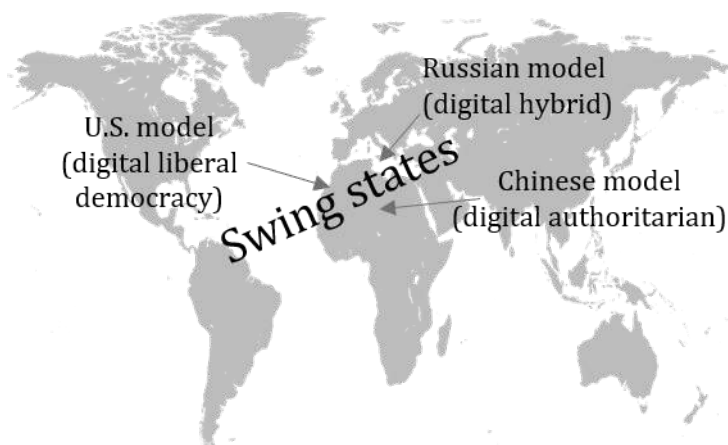 Russian model
(digital hybrid)
U.S. model
(digital liberal
democracy)
Swing states
Chinese model
(digital authoritarian)